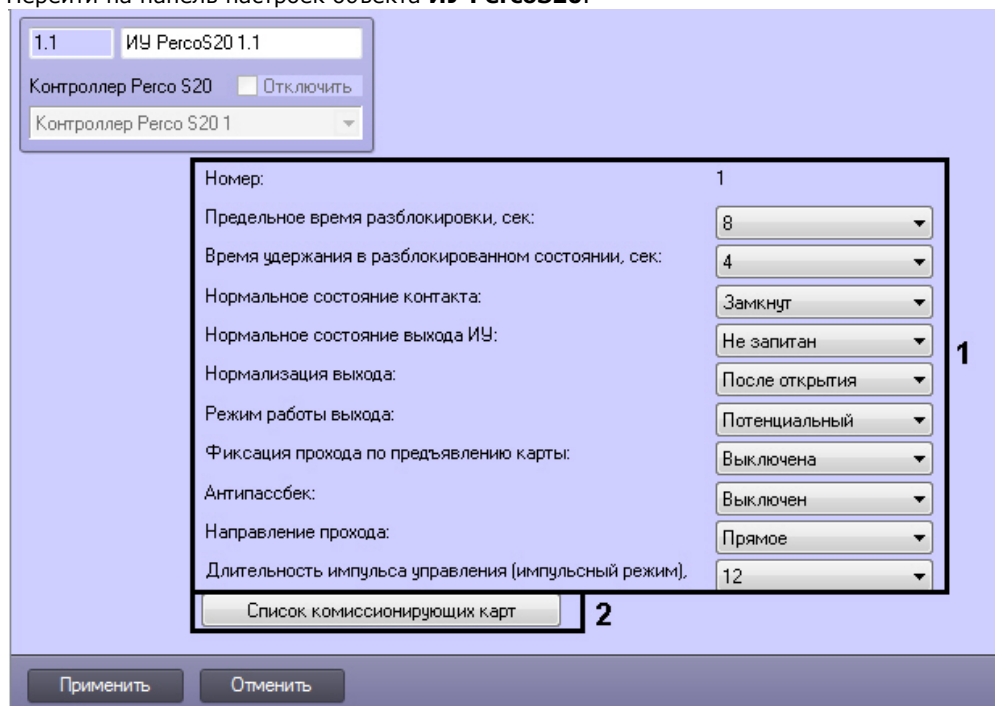 Перейти на панель настроек объекта ИУ PercoS20.
1.1 ИУ PercoS20 1.1
Контроллер Perco S20 Отключить
Контроллер Perco S20 1
Номер: 1
Предельное время разблокировки, сек: 8
Время удержания в разблокированном состоянии, сек: 4
Нормальное состояние контакта: Замкнут
Нормальное состояние выхода ИУ: Не запитан
1
Нормализация выхода: После открытия
Режим работы выхода: Потенциальный
Фиксация прохода по предъявлению карты: Выключена
Антипассбек: Выключен
Направление прохода: Прямое
Длительность импульса управления (импульсный режим), 12
Список комиссионирующих карт 2
Применить Отменить